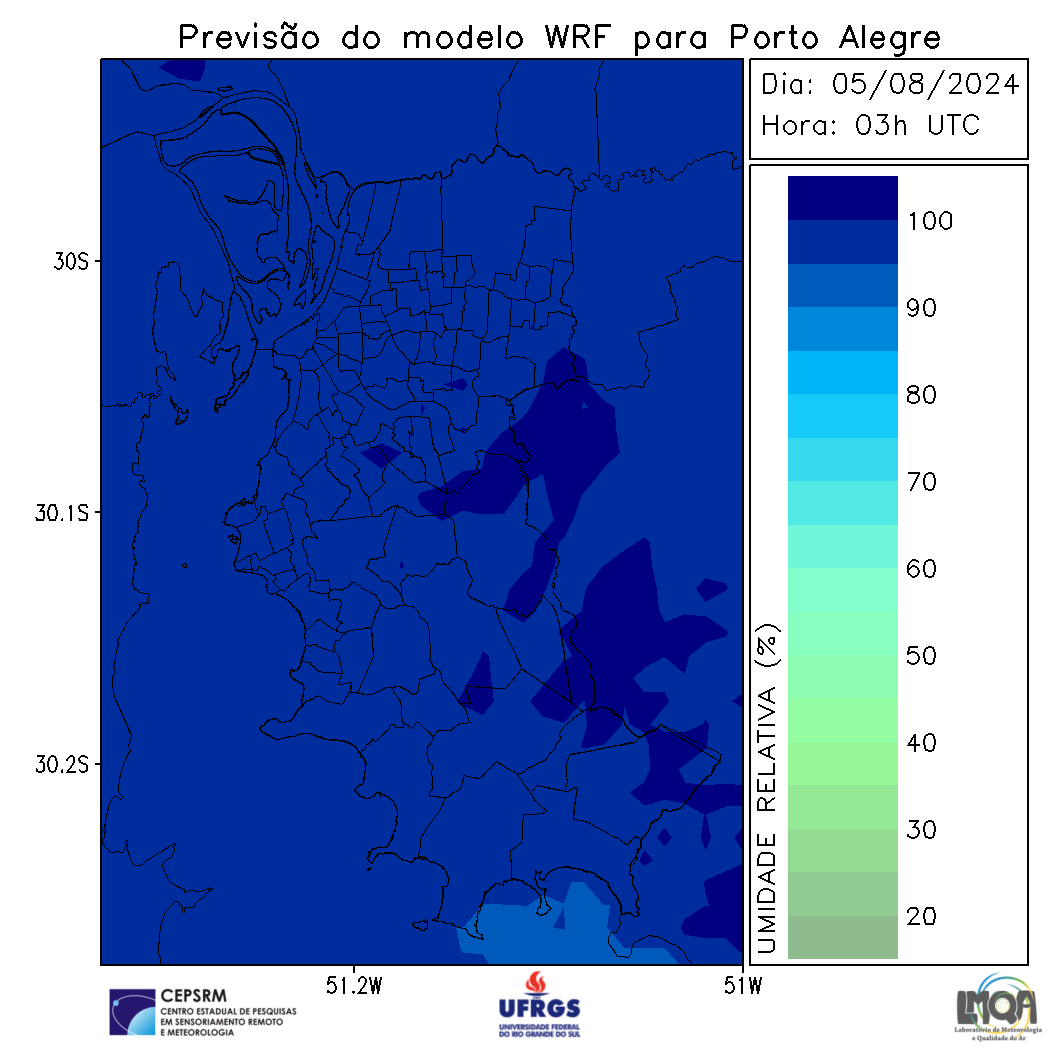 Previsão do modelo WRF para Porto Alegre
Dia: 05/08/2024
Hora: 03h UTC
30S
30.1S
30.2S
51.2W
51W
UMIDADE RELATIVA (%)
100
90
80
70
60
50
40
30
20
CEPSRM
CENTRO ESTADUAL DE PESQUISAS
EM SENSORIAMENTO REMOTO
E METEOROLOGIA
UFRGS
UNIVERSIDADE FEDERAL
DO RIO GRANDE DO SUL
LMQA
Laboratório de Meteorologia
e Qualidade do Ar